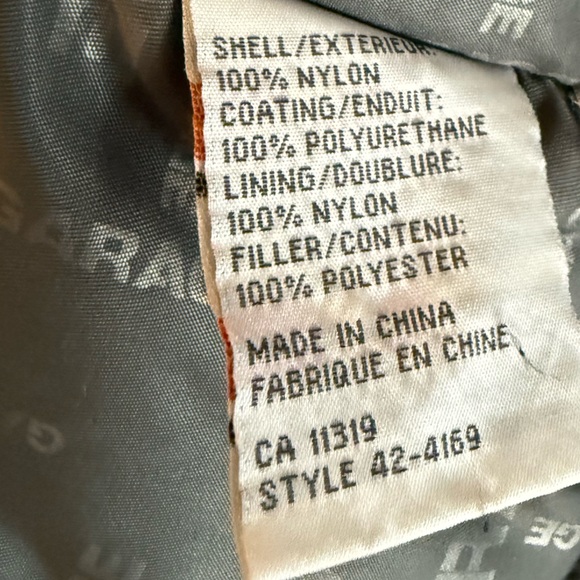 SHELL/EXTERIEUR:
100% NYLON
COATING/ENDUIT:
100% POLYURETHANE
LINING/DOUBLURE:
100% NYLON
FILLER/CONTENU:
100% POLYESTER
MADE IN CHINA
FABRIQUE EN CHINE
CA 11319
STYLE 42-4169